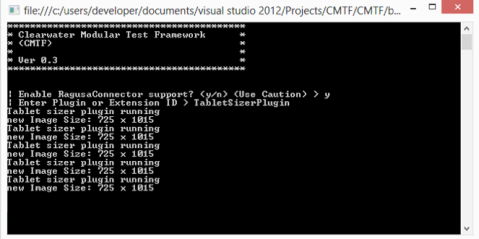 file:///c:/users/developer/documents/visual studio 2012/Projects/CMTF/CMTF/b...
******************************************
* Clearwater Modular Test Framework *
* (CMTF) *
* *
* Ver 0.3 *
******************************************
! Enable RagusaConnector support? (y/n) (Use Caution) > y
! Enter Plugin or Extension ID > TabletSizerPlugin
Tablet sizer plugin running
new Image Size: 725 x 1015
Tablet sizer plugin running
new Image Size: 725 x 1015
Tablet sizer plugin running
new Image Size: 725 x 1015
Tablet sizer plugin running
new Image Size: 725 x 1015
Tablet sizer plugin running
new Image Size: 725 x 1015